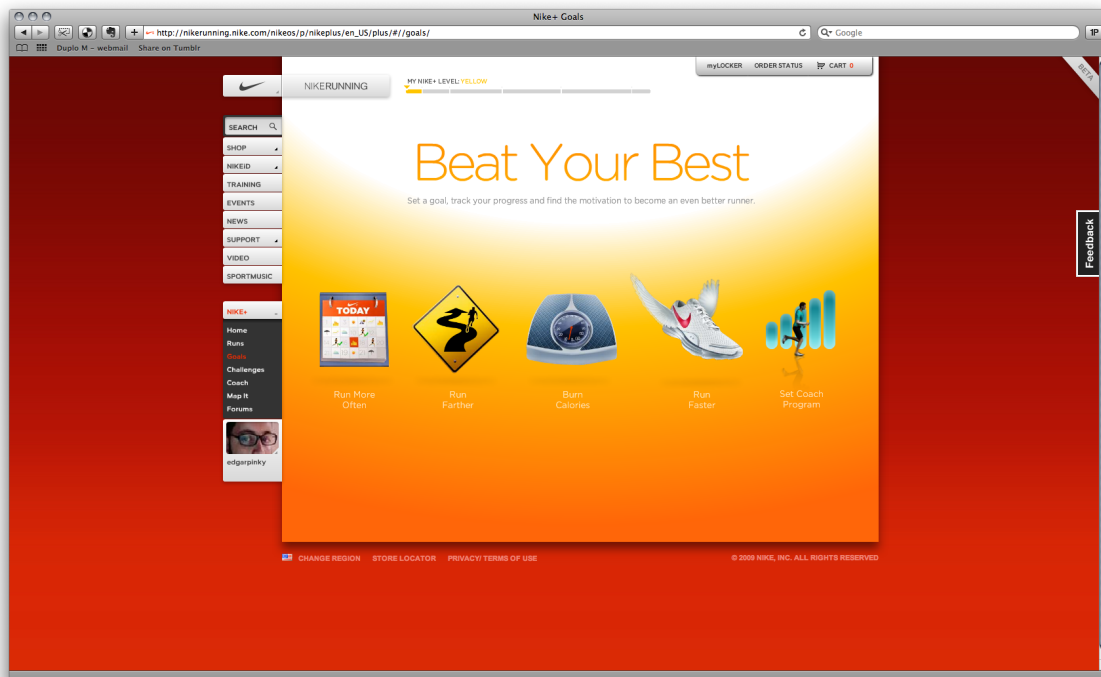 Nike+ Goals
http://nikerunning.nike.com/nikeos/p/nikeplus/en_US/plus/#//goals/
Google
1P
Duplo M – webmail
Share on Tumblr
NIKERUNNING
MY NIKE+ LEVEL: YELLOW
myLOCKER
ORDER STATUS
CART 0
BETA
SEARCH
SHOP
NIKEiD
TRAINING
EVENTS
NEWS
SUPPORT
VIDEO
SPORTMUSIC
NIKE+
Home
Runs
Goals
Challenges
Coach
Map It
Forums
edgarpinky
Beat Your Best
Set a goal, track your progress and find the motivation to become an even better runner.
TODAY
Run More
Often
Run
Farther
Burn
Calories
Run
Faster
Set Coach
Program
Feedback
CHANGE REGION
STORE LOCATOR
PRIVACY/ TERMS OF USE
© 2009 NIKE, INC. ALL RIGHTS RESERVED